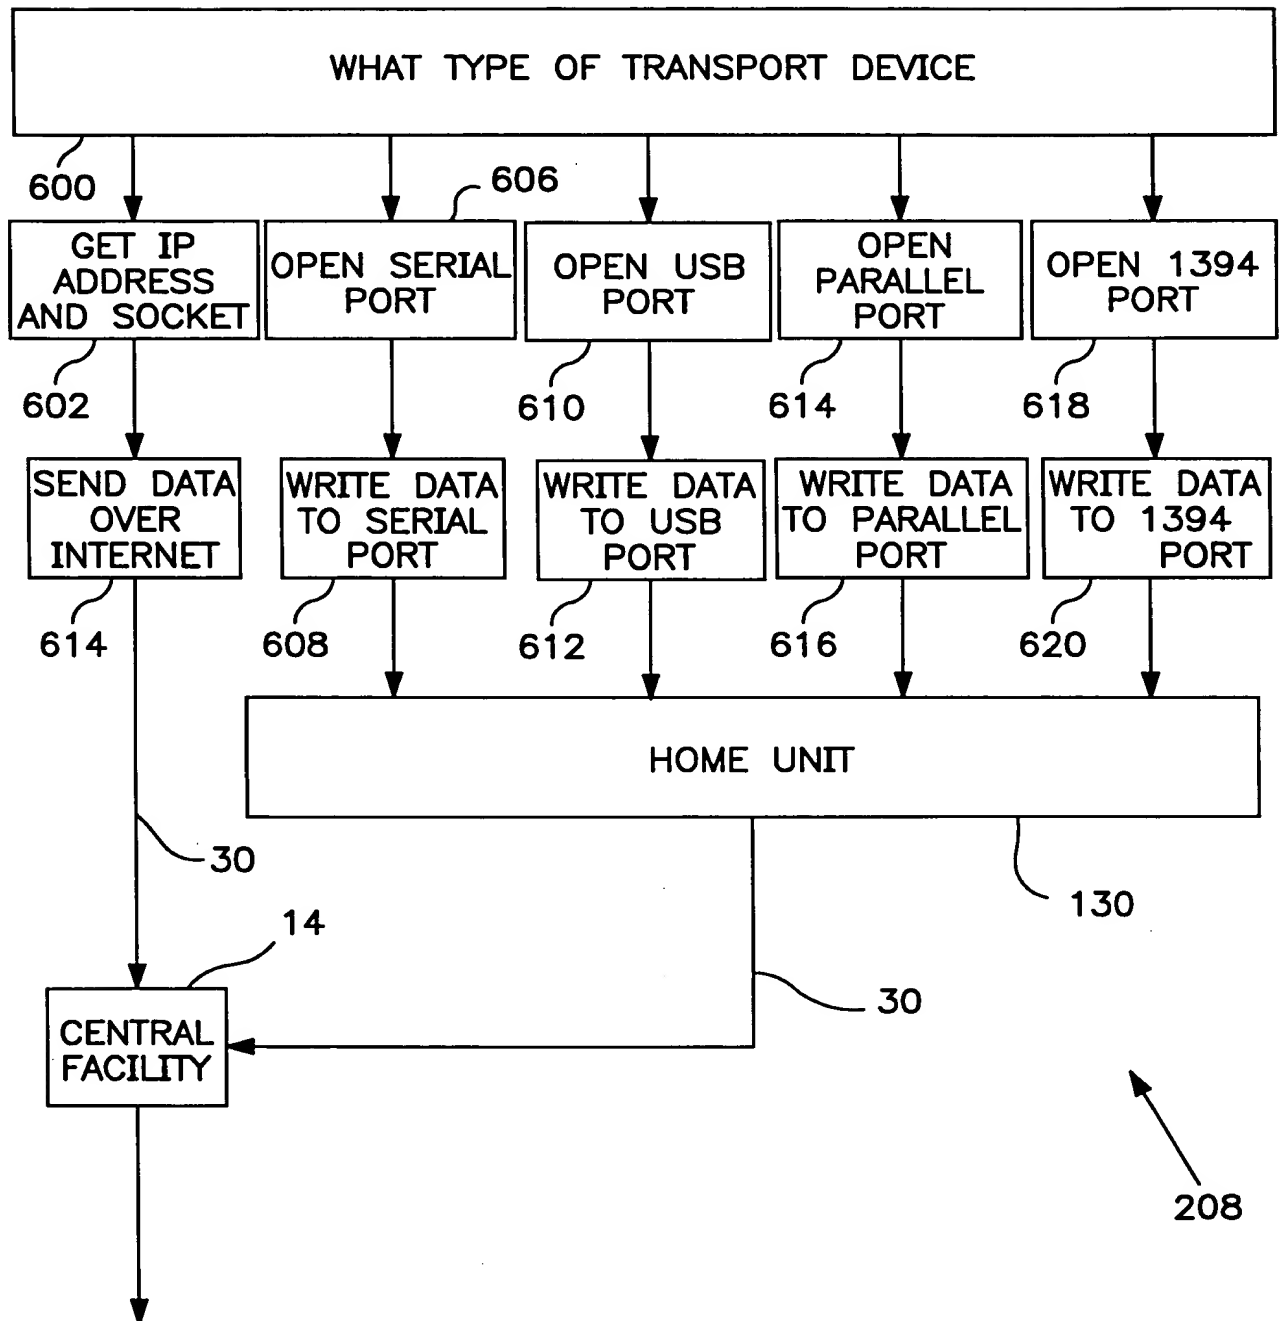 WHAT TYPE OF TRANSPORT DEVICE
600
606
GET IP
ADDRESS
AND SOCKET
OPEN SERIAL
PORT
OPEN USB
PORT
OPEN
PARALLEL
PORT
OPEN 1394
PORT
602
610
614
618
SEND DATA
OVER
INTERNET
WRITE DATA
TO SERIAL
PORT
WRITE DATA
TO USB
PORT
WRITE DATA
TO PARALLEL
PORT
WRITE DATA
TO 1394
PORT
614
608
612
616
620
HOME UNIT
30
130
14
30
CENTRAL
FACILITY
208